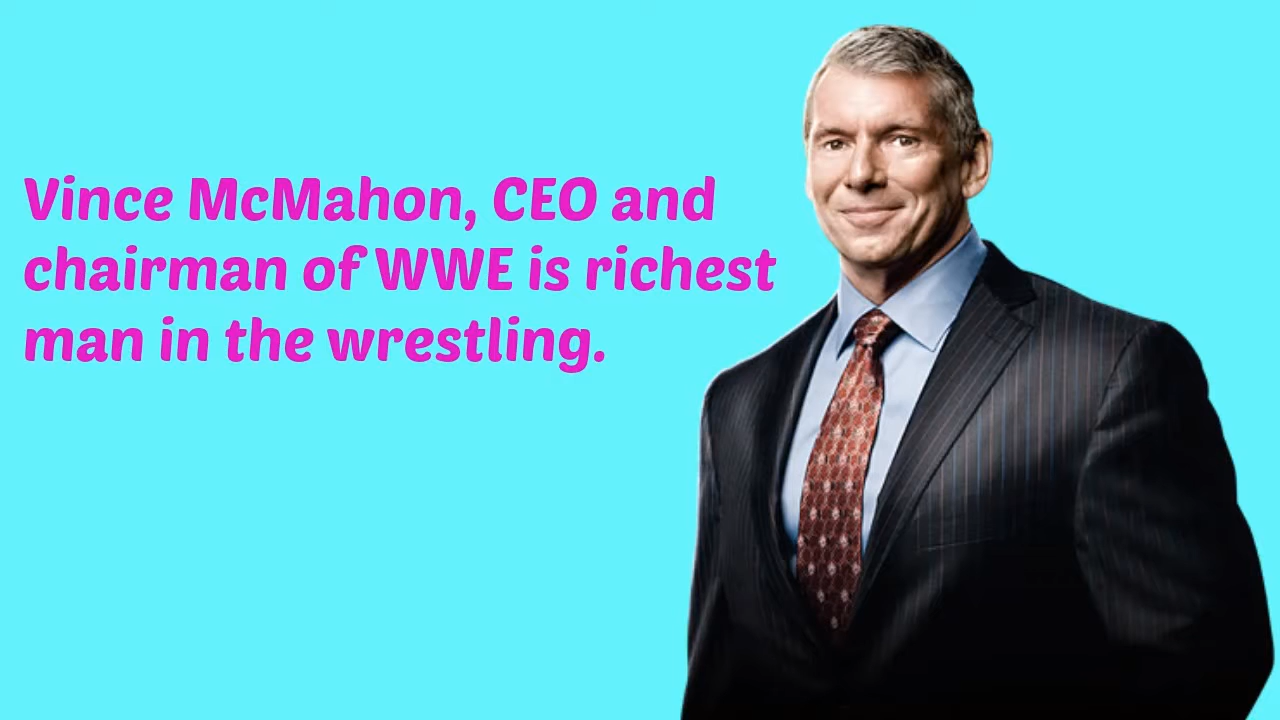 Vince McMahon, CEO and
chairman of WWE is richest
man in the wrestling.